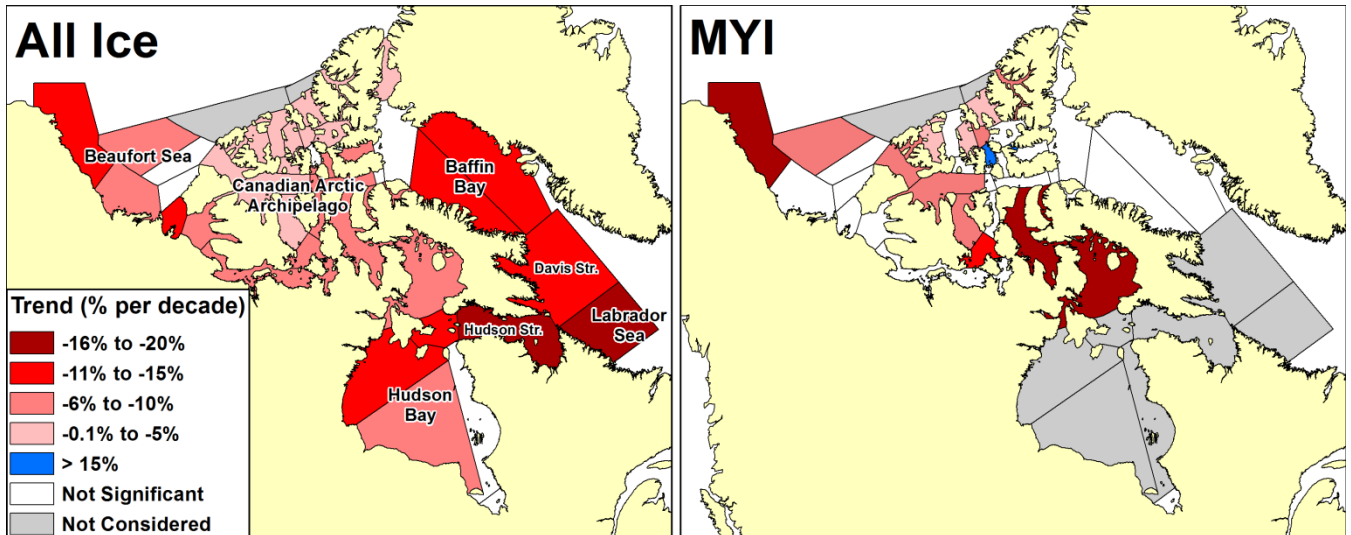 All Ice
MYI
Beaufort Sea
Canadian Arctic
Archipelago
Baffin
Bay
Davis Str.
Labrador
Sea
Hudson Str.
Hudson
Bay
Trend (% per decade)
-16% to -20%
-11% to -15%
-6% to -10%
-0.1% to -5%
> 15%
Not Significant
Not Considered